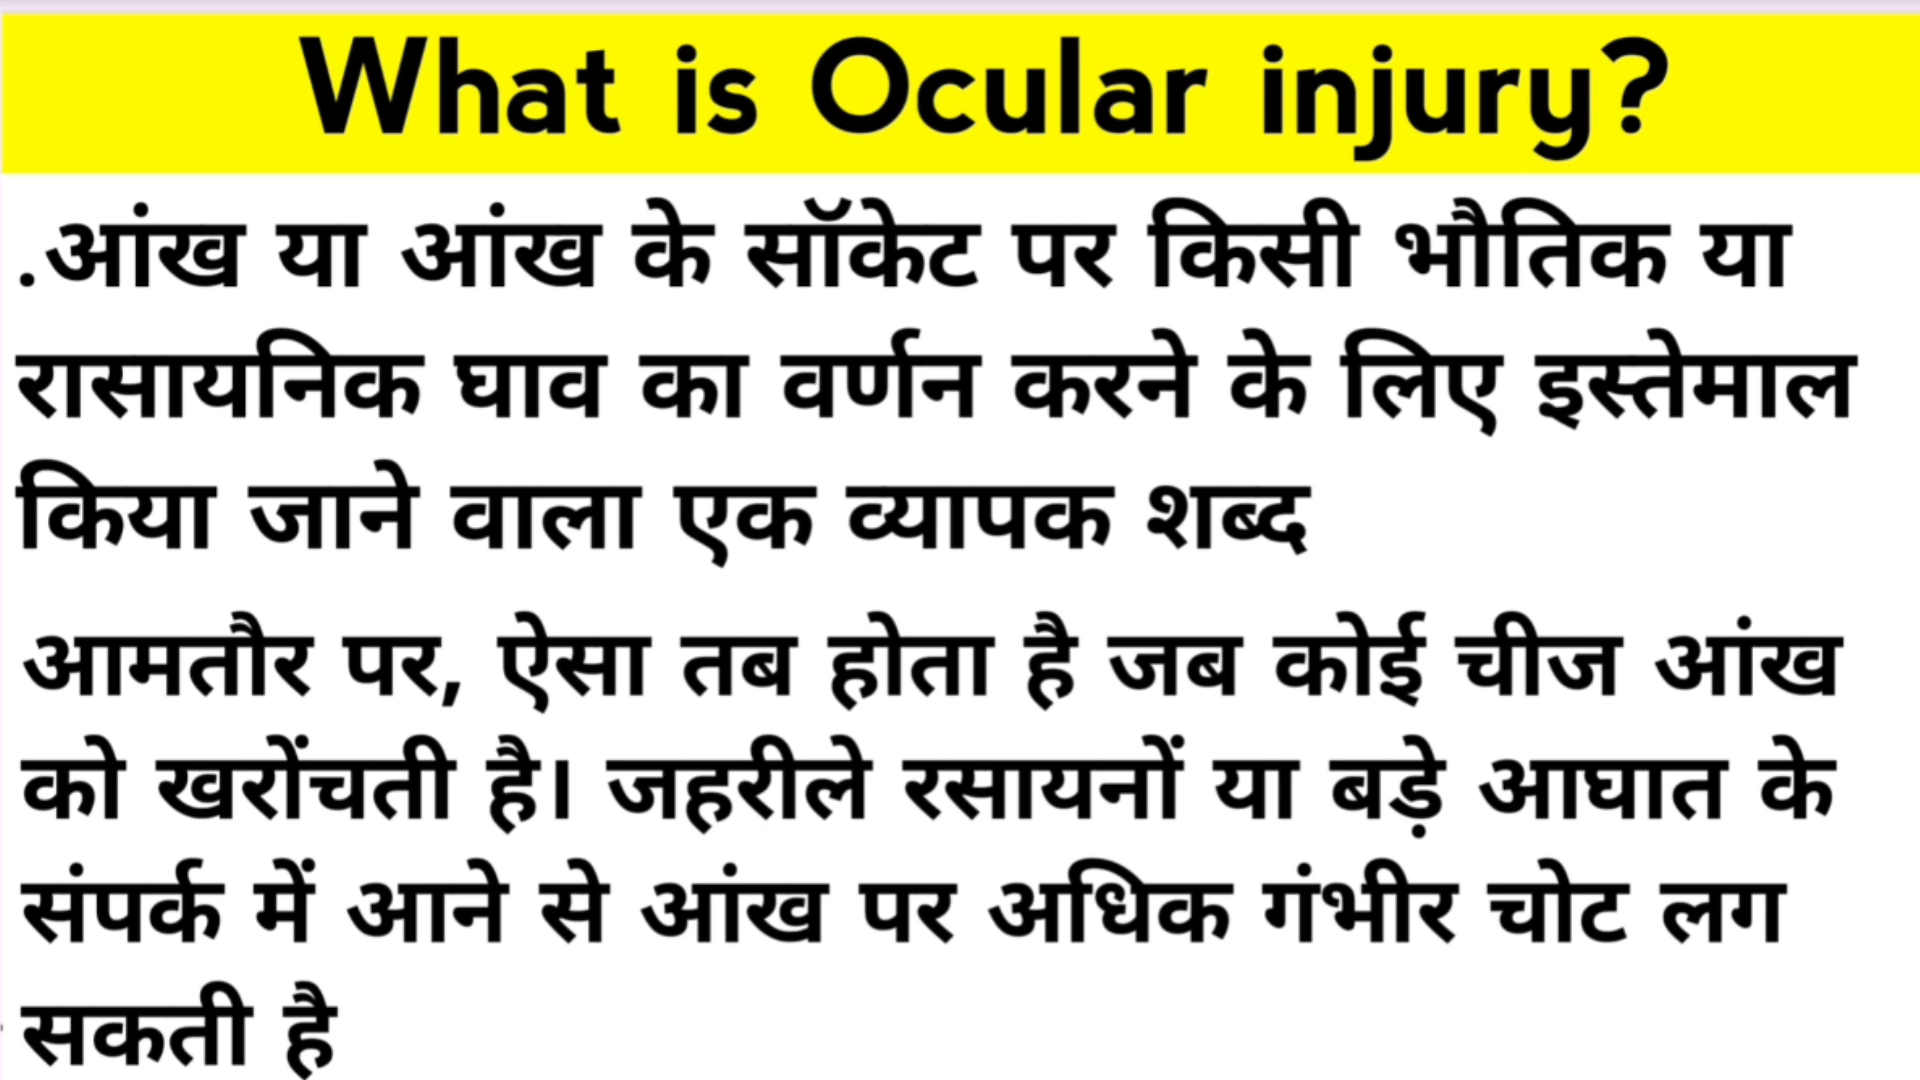 What is Ocular injury?
.आंख या आंख के सॉकेट पर किसी भौतिक या
रासायनिक घाव का वर्णन करने के लिए इस्तेमाल
किया जाने वाला एक व्यापक शब्द
आमतौर पर, ऐसा तब होता है जब कोई चीज आंख
को खरोंचती है। जहरीले रसायनों या बड़े आघात के
संपर्क में आने से आंख पर अधिक गंभीर चोट लग
सकती है